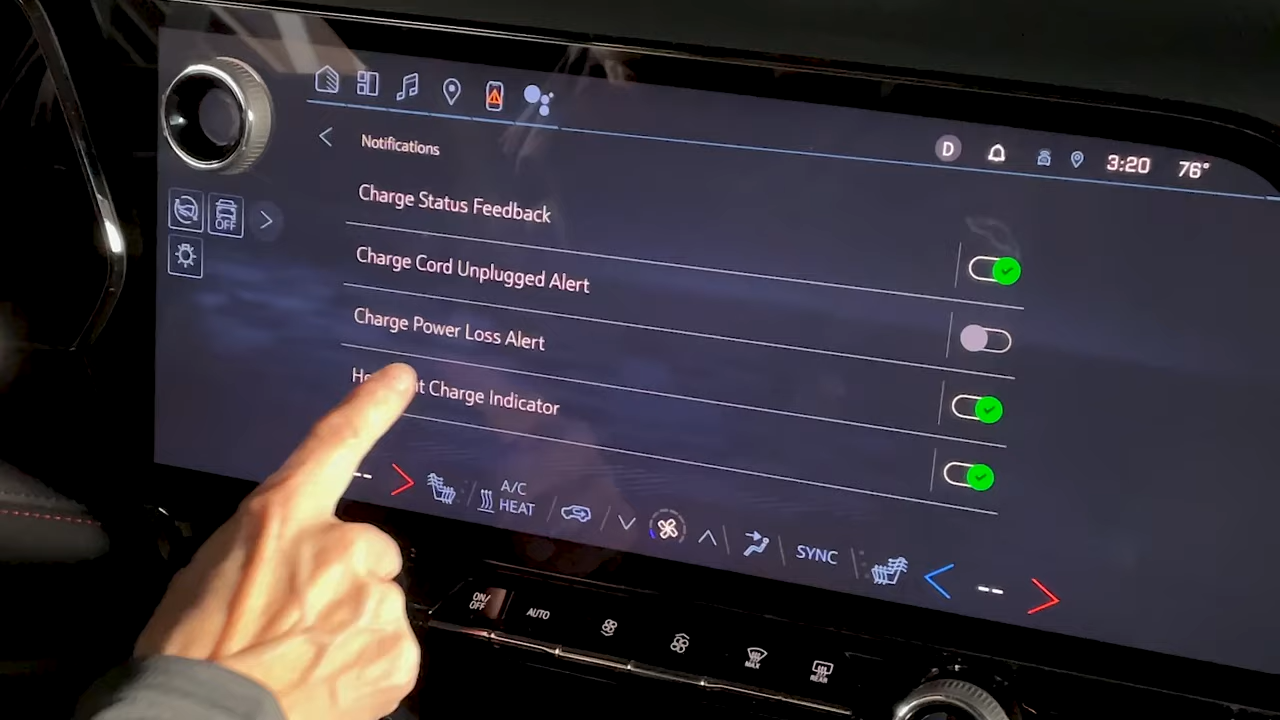 D 3:20 76°
Notifications
OFF
Charge Status Feedback
Charge Cord Unplugged Alert
Charge Power Loss Alert
Charge Indicator
--
A/C
HEAT
SYNC
--
ON/
OFF
AUTO
MAX
REAR